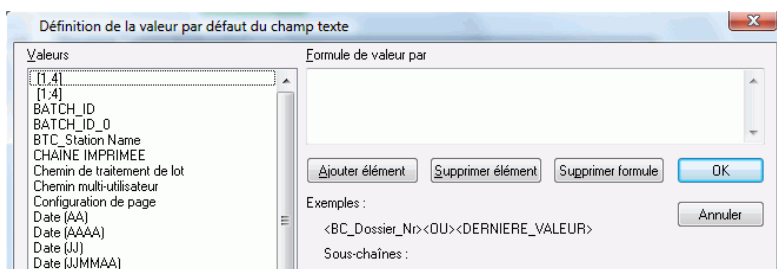 Définition de la valeur par défaut du champ texte
Valeurs
[1,4]
[1;4]
BATCH_ID
BATCH_ID_0
BTC_Station Name
CHAINE IMPRIMEE
Chemin de traitement de lot
Chemin multi-utilisateur
Configuration de page
Date (AA)
Date (AAAA)
Date (JJ)
Date (JJMMAA)
Formule de valeur par
Ajouter élément
Supprimer élément
Supprimer formule
OK
Exemples :
Annuler
<BC_Dossier_Nr><OU><DERNIERE_VALEUR>
Sous-chaînes :